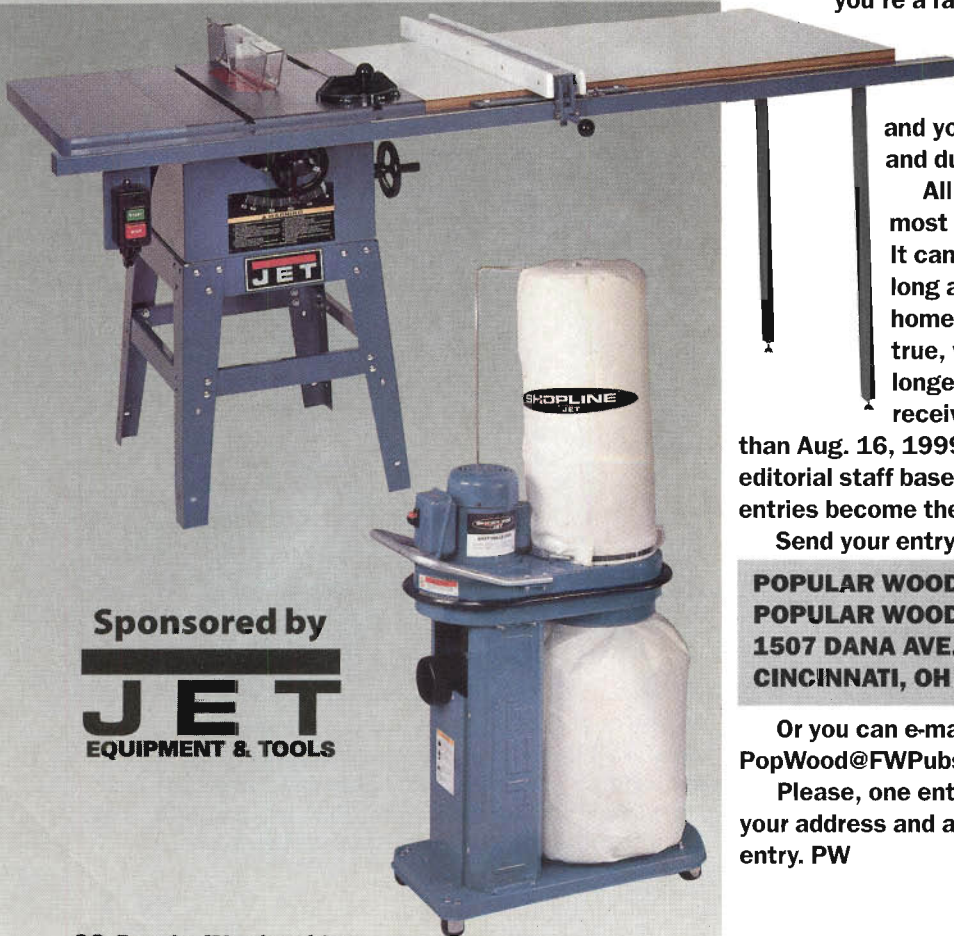 you're a fa
and yo
and du
All
most
It can
long a
home
true,
longe
receiv
than Aug. 16, 1999
editorial staff base
entries become the
Send your entry
POPULAR WOOD
POPULAR WOOD
1507 DANA AVE.
CINCINNATI, OH
Or you can e-ma
PopWood@FWPubs
Please, one ent
your address and a
entry. PW
WARNING
JET
SHOPLINE
JET
Sponsored by
JET
EQUIPMENT & TOOLS